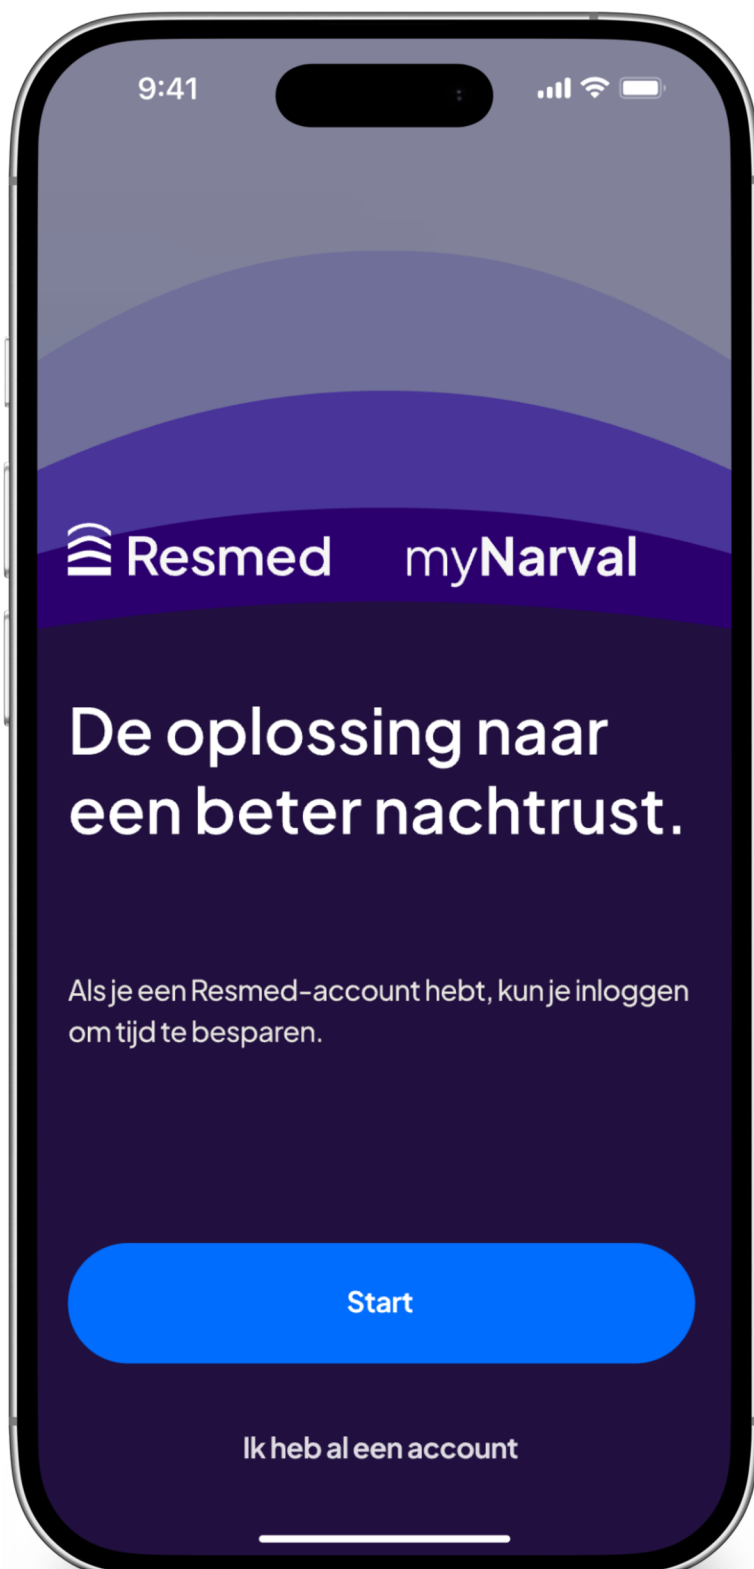 9:41
Resmed myNarval
De oplossing naar
een beter nachtrust.
Als je een Resmed-account hebt, kun je inloggen
om tijd te besparen.
Start
Ik heb al een account